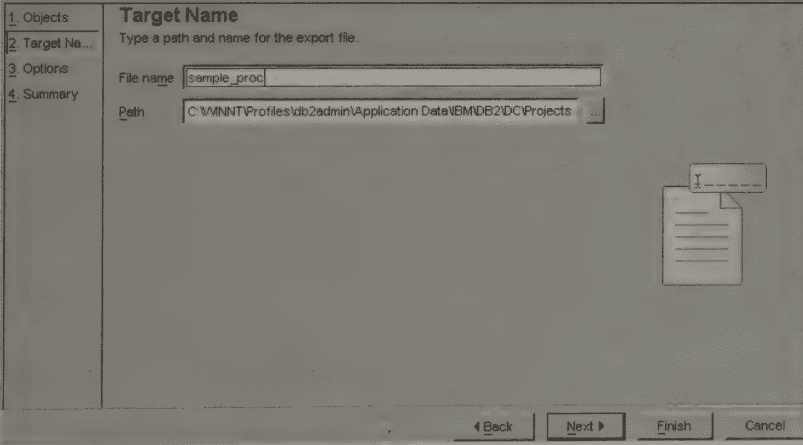 1. Objects
2. Target Na...
3. Options
4. Summary
Target Name
Type a path and name for the export file.
File name sample_proc
Path C:\WINNT\Profiles\db2admin\Application Data\IBM\DB2\DC\Projects ...
Back Next Finish Cancel